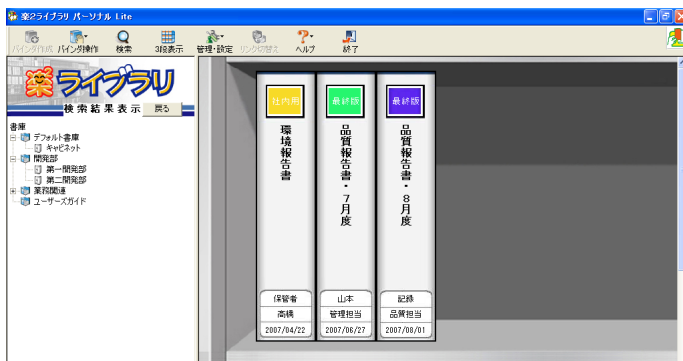 楽2ライブラリ パーソナル Lite
バインダ作成 バインダ操作 検索 3段表示 管理・設定 リンク切替え ヘルプ 終了
楽ライブラリ
検索結果表示 戻る
書庫
デフォルト書庫
キャビネット
開発部
第一開発部
第二開発部
業務関連
ユーザーズガイド
社内用
環境報告書
保管者
高橋
2007/04/22
最終版
品質報告書・7月度
山本
管理担当
2007/08/27
最終版
品質報告書・8月度
記録
品質担当
2007/08/01